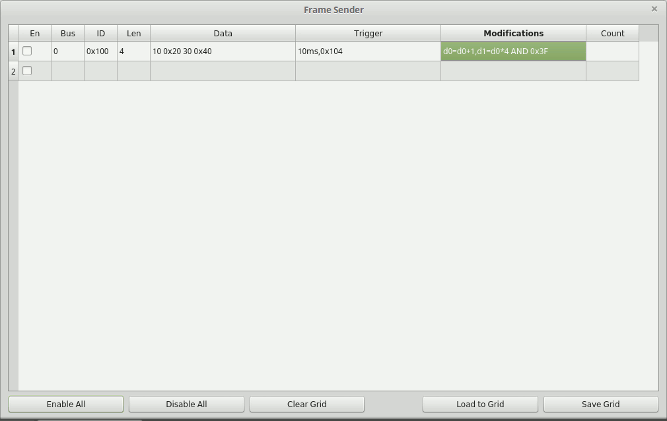 Frame Sender
En Bus ID Len Data Trigger Modifications Count
1 0 0x100 4 10 0x20 30 0x40 10ms,0x104 d0=d0+1,d1=d0*4 AND 0x3F
2
Enable All Disable All Clear Grid Load to Grid Save Grid